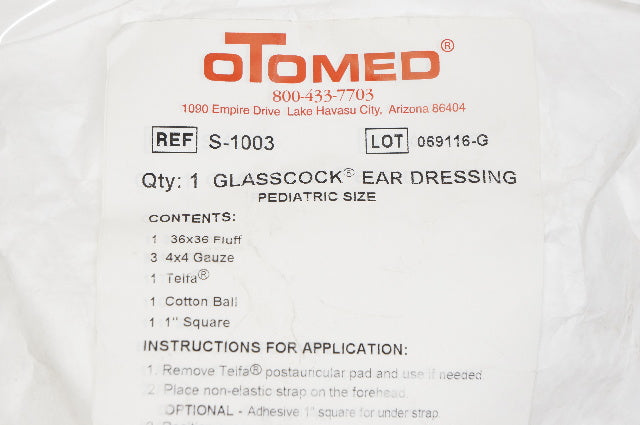 OTOMED®
800-433-7703
1090 Empire Drive Lake Havasu City, Arizona 86404
REF S-1003 LOT 069116-G
Qty: 1 GLASSCOCK® EAR DRESSING
PEDIATRIC SIZE
CONTENTS:
1 36x36 Fluff
3 4x4 Gauze
1 Telfa®
1 Cotton Ball
1 1" Square
INSTRUCTIONS FOR APPLICATION:
1. Remove Telfa® postauricular pad and use if needed.
2. Place non-elastic strap on the forehead.
OPTIONAL - Adhesive 1" square for under strap